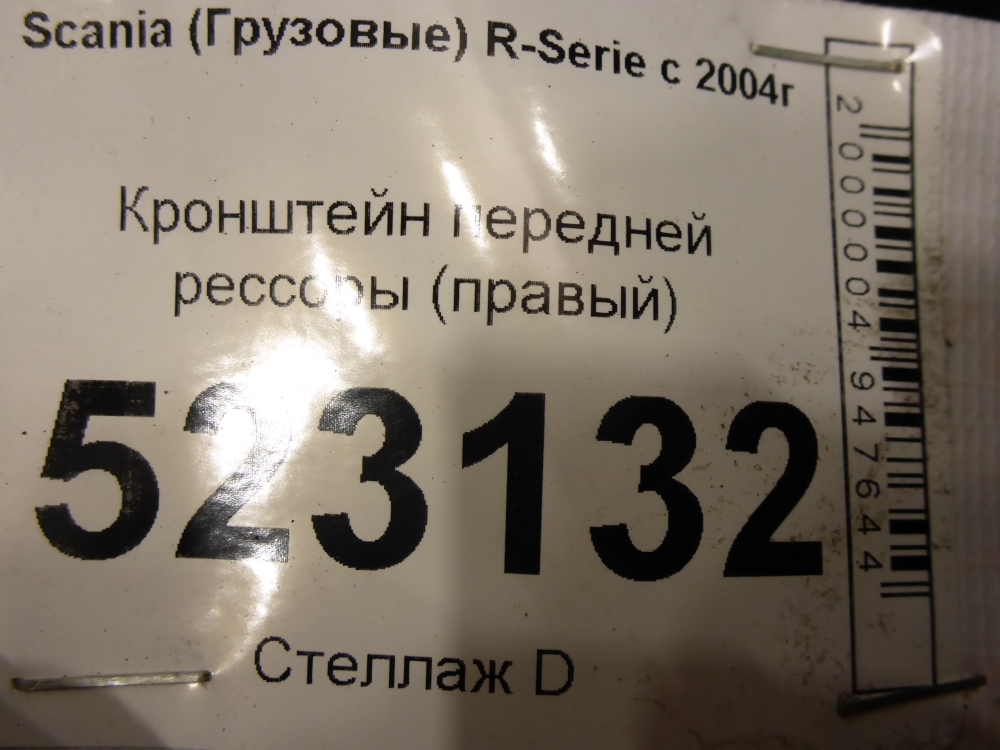 Scania (Грузовые) R-Serie с 2004г
Кронштейн передней
рессоры (правый)
523132
Стеллаж D
2000004947644